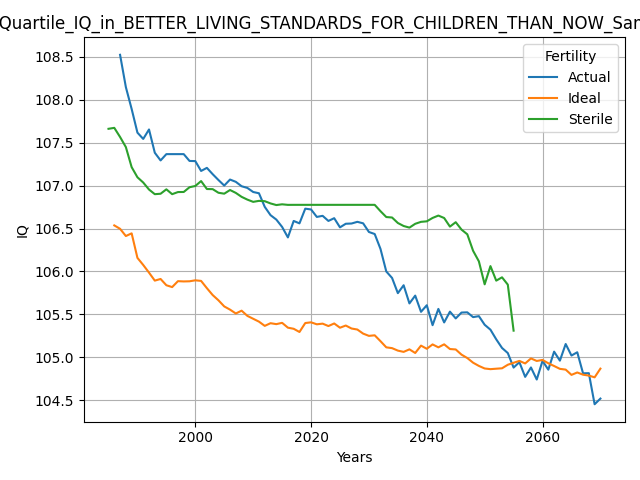 Quartile_IQ_in_BETTER_LIVING_STANDARDS_FOR_CHILDREN_THAN_NOW_Sam
Fertility
Actual
Ideal
Sterile
108.5
108.0
107.5
107.0
106.5
106.0
105.5
105.0
104.5
IQ
2000 2020 2040 2060
Years